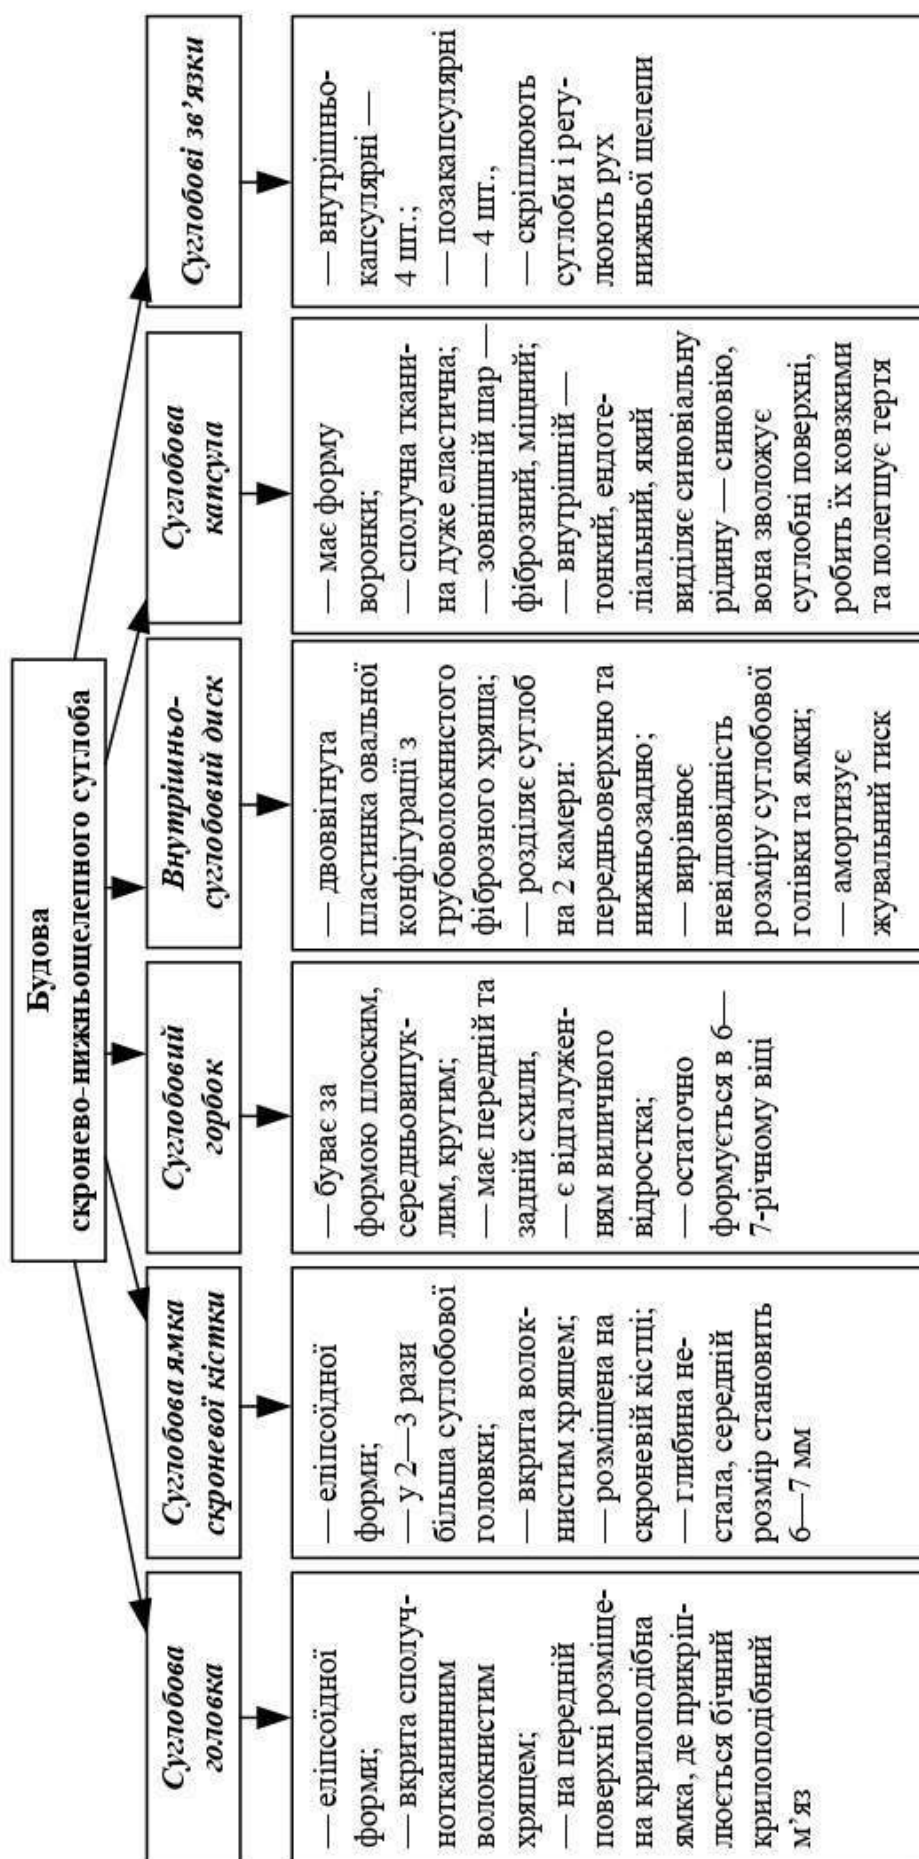 Будова
скронево-нижньощелепного суглоба
Суглобова
головка
— еліпсоїдної
форми;
— вкрита сполуч-
нотканинним
волокнистим
хрящем;
— на передній
поверхні розміще-
на крилоподібна
ямка, де прикріп-
люється бічний
крилоподібний
м’яз
Суглобова ямка
скроневої кістки
— еліпсоїдної
форми;
— у 2—3 рази
більша суглобової
головки;
— вкрита волок-
нистим хрящем;
— розміщена на
скроневій кістці;
— глибина не-
стала, середній
розмір становить
6—7 мм
Суглобовий
горбок
— буває за
формою плоским,
середньовипук-
лим, крутим;
— має передній та
задній схили,
— є відгалужен-
ням виличного
відростка;
— остаточно
формується в 6—
7-річному віці
Внутрішньо-
суглобовий диск
— двоввігнута
пластинка овальної
конфігурації з
грубоволокнистого
фіброзного хряща;
— розділяє суглоб
на 2 камери:
передньоверхню та
нижньозадню;
— вирівнює
невідповідність
розміру суглобової
голівки та ямки;
— амортизує
жувальний тиск
Суглобова
капсула
— має форму
воронки;
— сполучна ткани-
на дуже еластична;
— зовнішній шар —
фіброзний, міцний;
— внутрішній —
тонкий, ендоте-
ліальний, який
виділяє синовіальну
рідину — синовію,
вона зволожує
суглобні поверхні,
робить їх ковзкими
та полегшує тертя
Суглобові зв’язки
— внутрішньо-
капсулярні —
4 шт.;
— позакапсулярні
— 4 шт.,
— скріплюють
суглоби і регу-
люють рух
нижньої щелепи